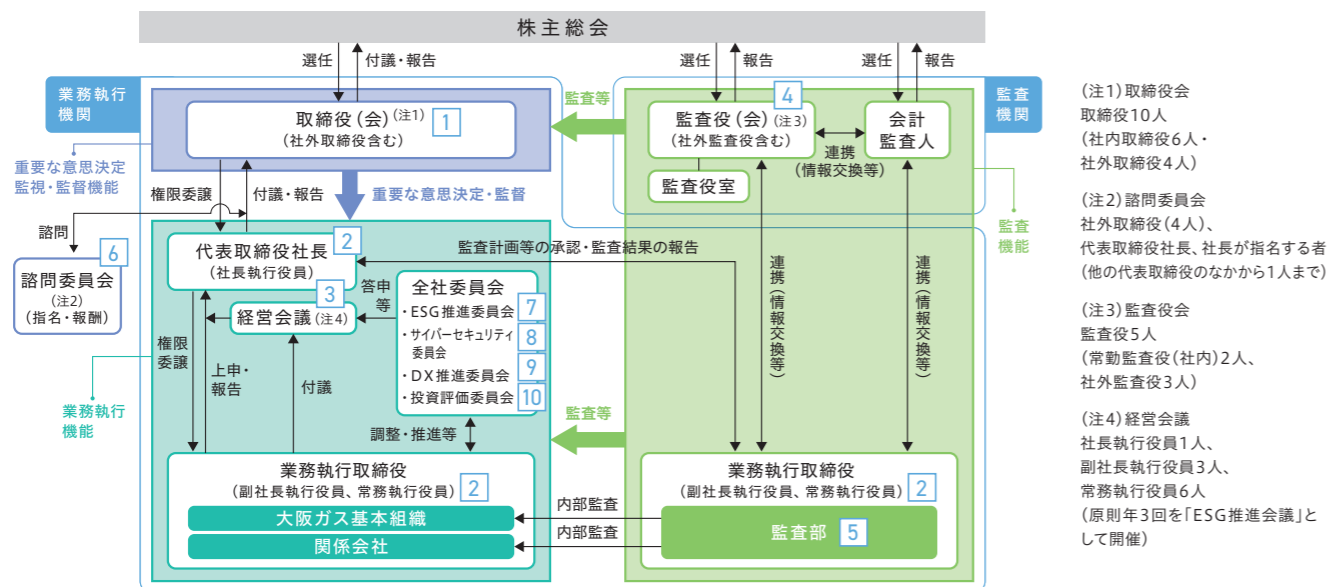 株主総会
選任
付議・報告
選任
報告
選任
報告
業務執行
機関
取締役(会)(注1)
(社外取締役含む)
1
監査等
4
監査役(会)(注3)
(社外監査役含む)
連携
(情報交換等)
会計
監査人
監査役室
監査
機関
重要な意思決定
監視・監督機能
権限委譲
付議・報告
重要な意思決定・監督
監査
機能
諮問
6
諮問委員会
(注2)
(指名・報酬)
代表取締役社長
(社長執行役員)
2
監査計画等の承認・監査結果の報告
3
経営会議(注4)
答申
等
全社委員会
・ESG推進委員会
7
・サイバーセキュリティ
委員会
8
・DX推進委員会
9
・投資評価委員会
10
連携(情報交換等)
連携(情報交換等)
権限
委譲
上申・
報告
付議
調整・推進等
業務執行
機能
監査等
業務執行取締役
(副社長執行役員、常務執行役員)
2
大阪ガス基本組織
関係会社
内部監査
内部監査
業務執行取締役
(副社長執行役員、常務執行役員)
2
監査部
5
(注1)取締役会
取締役10人
(社内取締役6人・
社外取締役4人)
(注2)諮問委員会
社外取締役(4人)、
代表取締役社長、社長が指名する者
(他の代表取締役のなかから1人まで)
(注3)監査役会
監査役5人
(常勤監査役(社内)2人、
社外監査役3人)
(注4)経営会議
社長執行役員1人、
副社長執行役員3人、
常務執行役員6人
(原則年3回を「ESG推進会議」と
して開催)